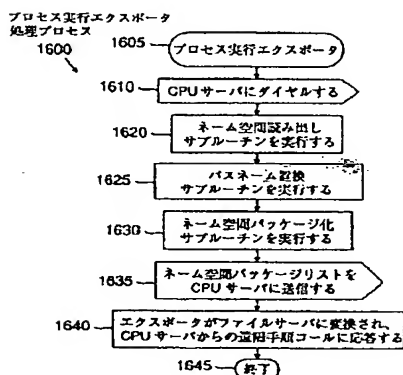 プロセス実行エクスポータ
処理プロセス
1600
1605
プロセス実行エクスポータ
1610
CPUサーバにダイヤルする
1620
ネーム空間読み出し
サブルーチンを実行する
1625
パスネーム置換
サブルーチンを実行する
1630
ネーム空間パッケージ化
サブルーチンを実行する
1635
ネーム空間パッケージリストを
CPUサーバに送信する
1640
エクスポータがファイルサーバに変換され、
CPUサーバからの遠隔手順コールに応答する
1645
終了